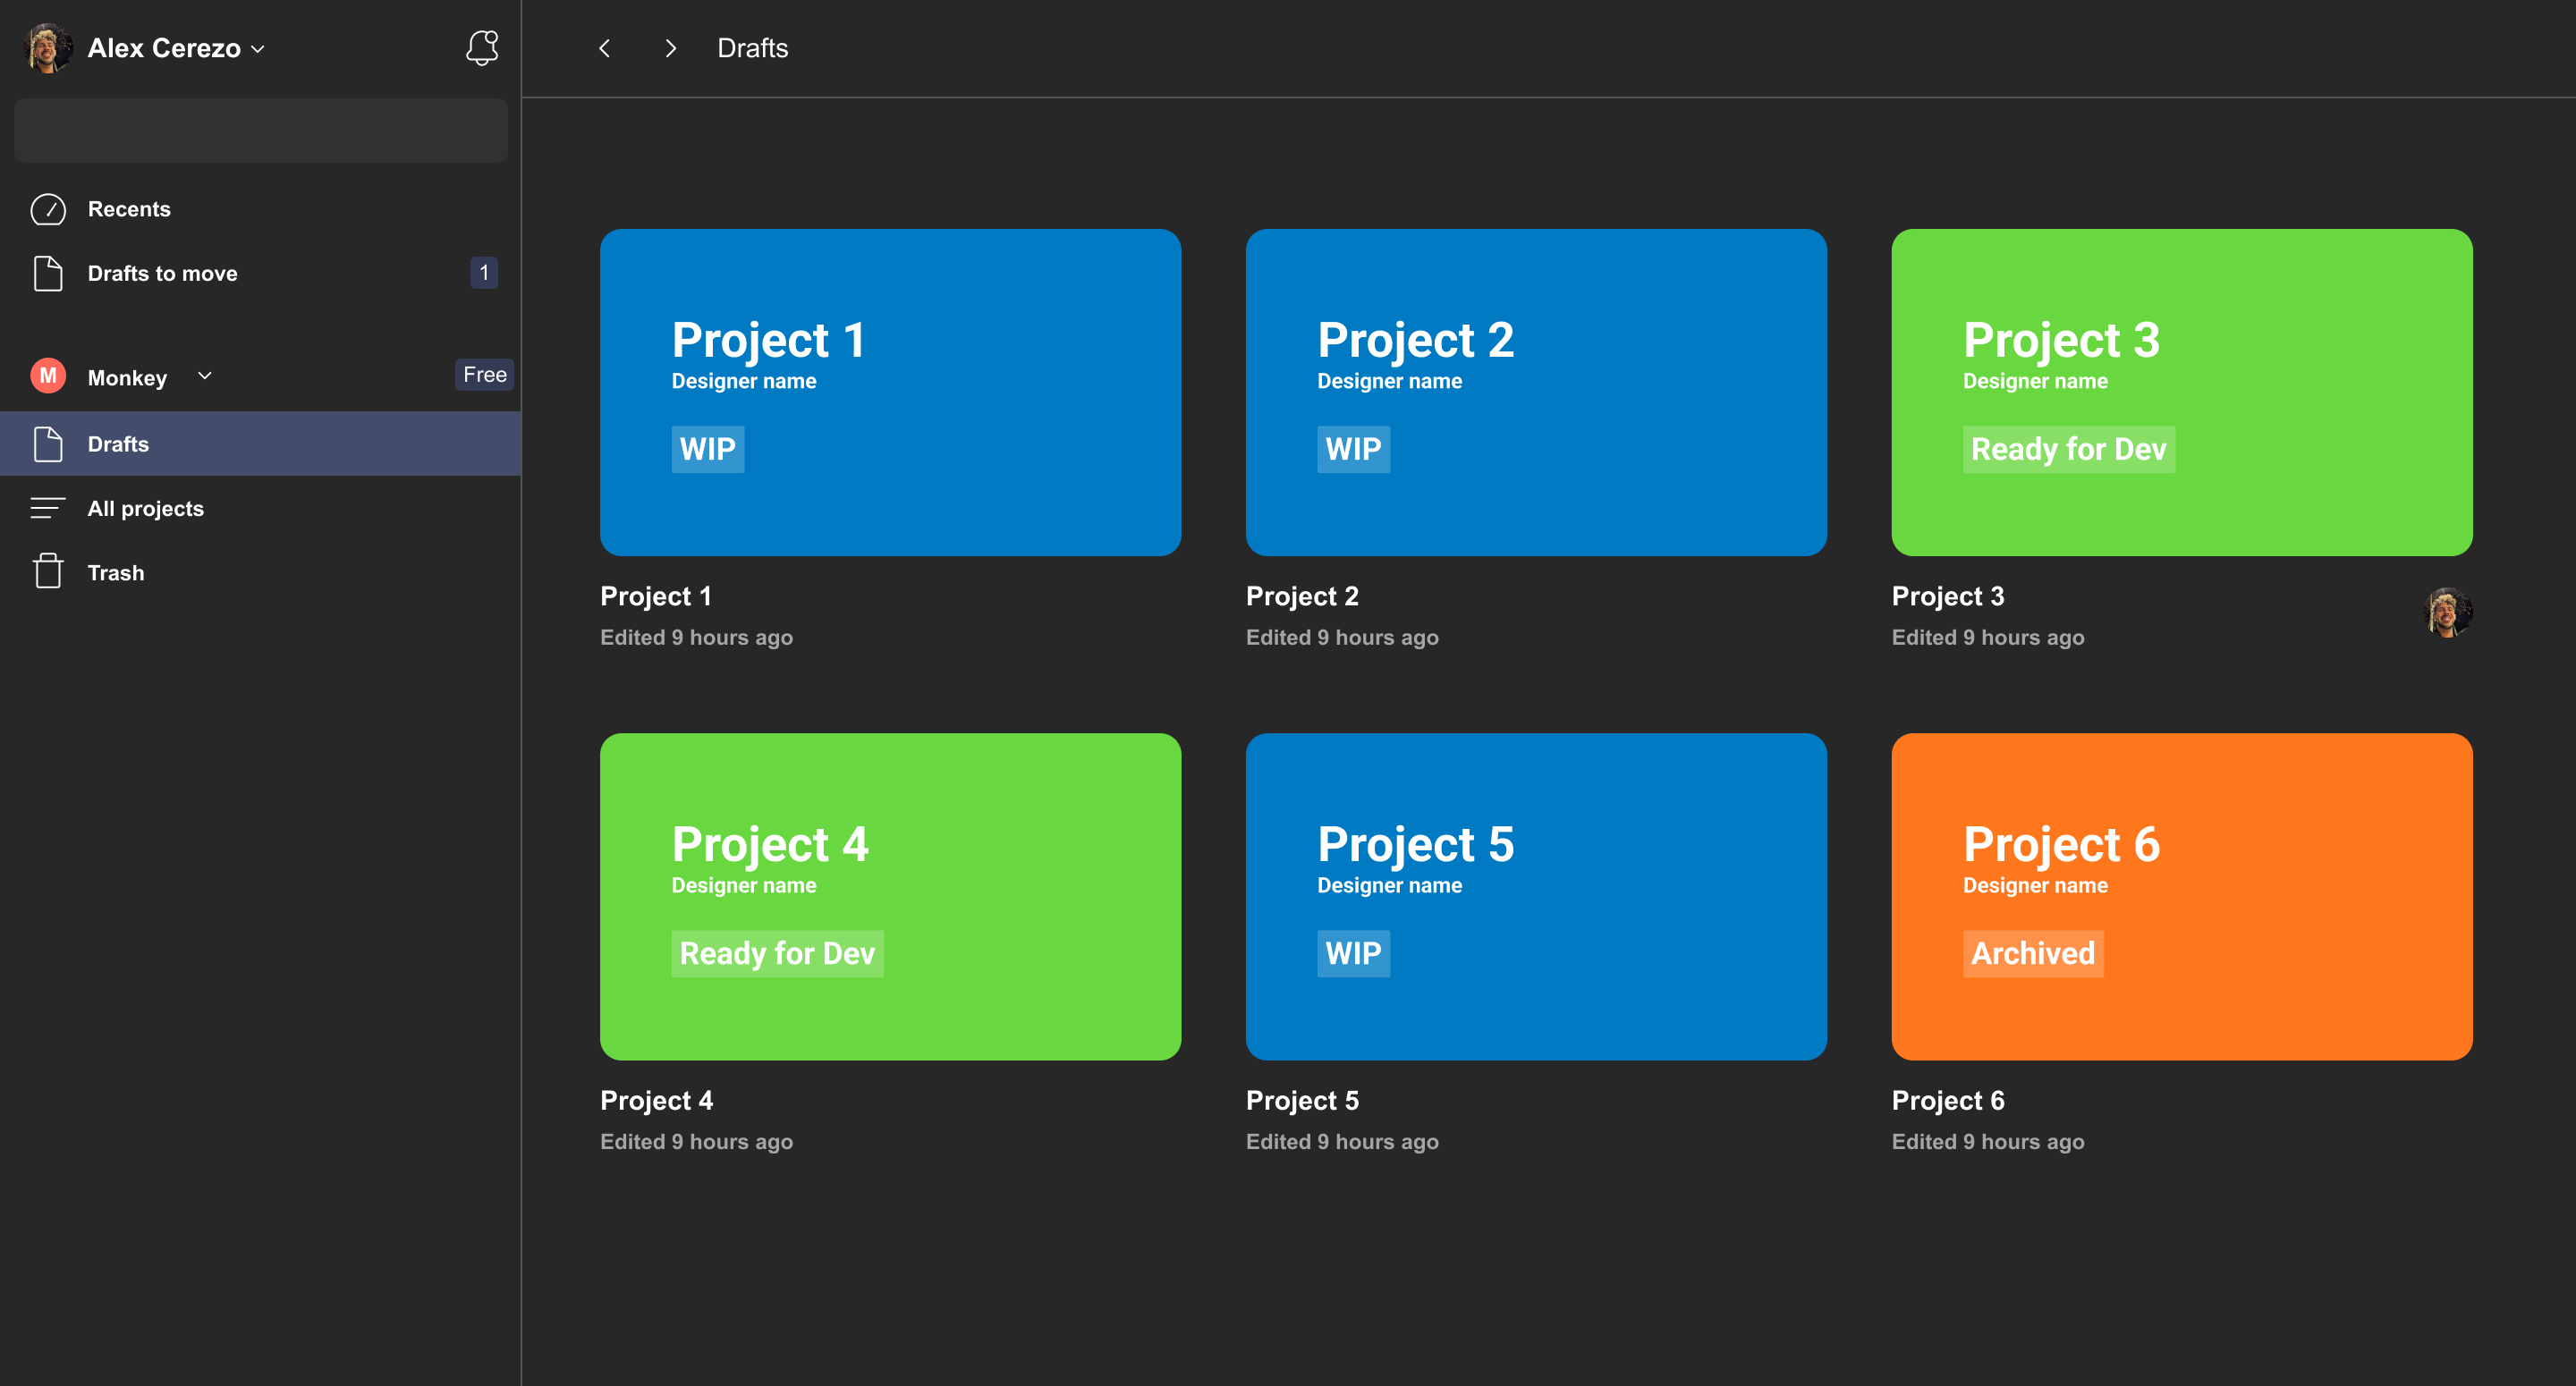 Alex Cerezo
Recents
Drafts to move
1
M
Monkey
Free
Drafts
All projects
Trash
Drafts
Project 1
Designer name
WIP
Project 1
Edited 9 hours ago
Project 2
Designer name
WIP
Project 2
Edited 9 hours ago
Project 3
Designer name
Ready for Dev
Project 3
Edited 9 hours ago
Project 4
Designer name
Ready for Dev
Project 4
Edited 9 hours ago
Project 5
Designer name
WIP
Project 5
Edited 9 hours ago
Project 6
Designer name
Archived
Project 6
Edited 9 hours ago